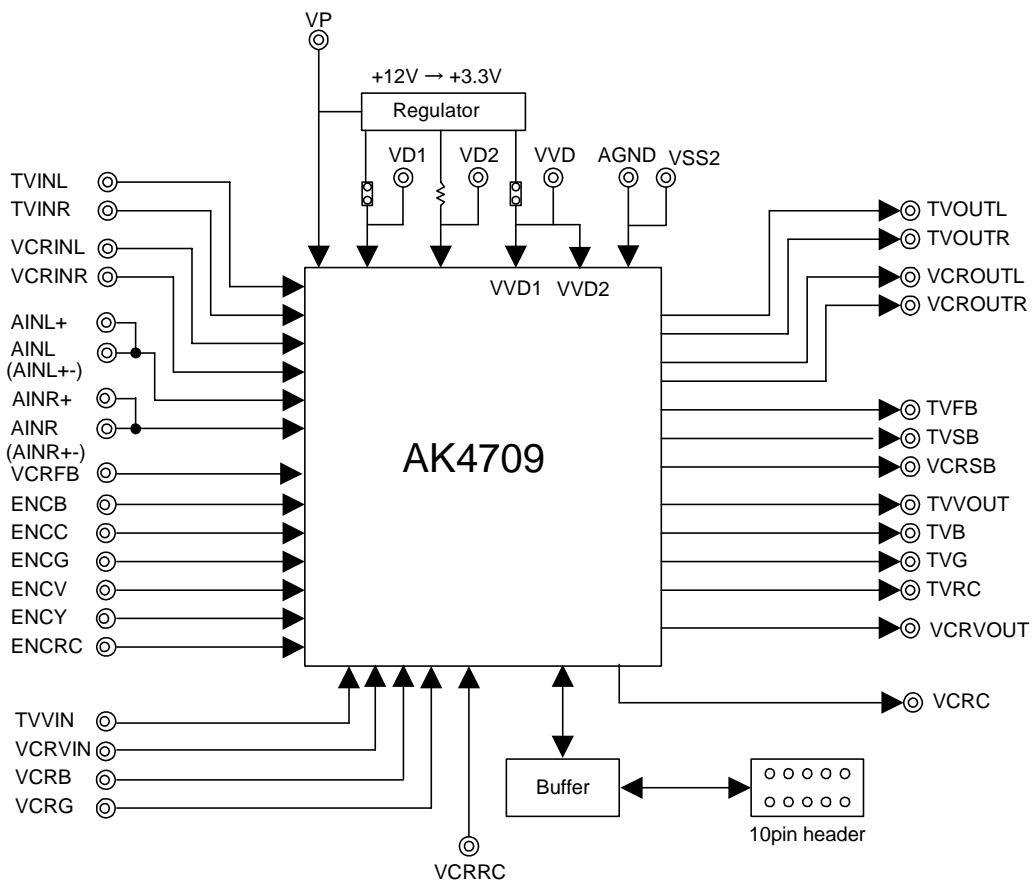 VP
+12V → +3.3V
Regulator
VD1
VD2
VVD
AGND
VSS2
TVINL
TVINR
VCRINL
VCRINR
AINL+
AINL
(AINL+-)
AINR+
AINR
(AINR+-)
VCRFB
ENCB
ENCC
ENCG
ENCV
ENCY
ENCRC
VVD1
VVD2
AK4709
TVOUTL
TVOUTR
VCROUTL
VCROUTR
TVFB
TVSB
VCRSB
TVVOUT
TVB
TVG
TVRC
VCRVOUT
VCRC
TVVIN
VCRVIN
VCRB
VCRG
VCRRC
Buffer
10pin header